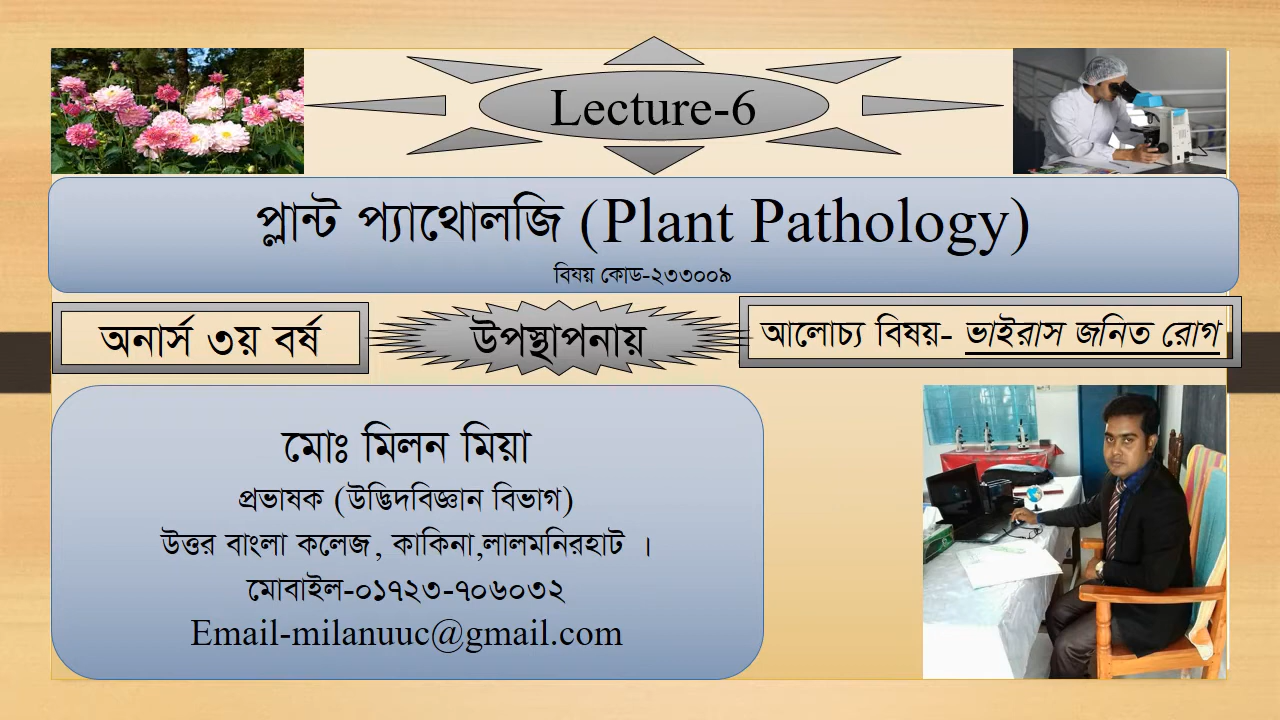 Lecture-6
প্লান্ট প্যাথোলজি (Plant Pathology)
বিষয় কোড-২৩৩০০৯
অনার্স ৩য় বর্ষ
উপস্থাপনায়
আলোচ্য বিষয়- ভাইরাস জনিত রোগ
মোঃ মিলন মিয়া
প্রভাষক (উদ্ভিদবিজ্ঞান বিভাগ)
উত্তর বাংলা কলেজ, কাকিনা,লালমনিরহাট ।
মোবাইল-০১৭২৩-৭০৬০৩২
Email-milanuuc@gmail.com